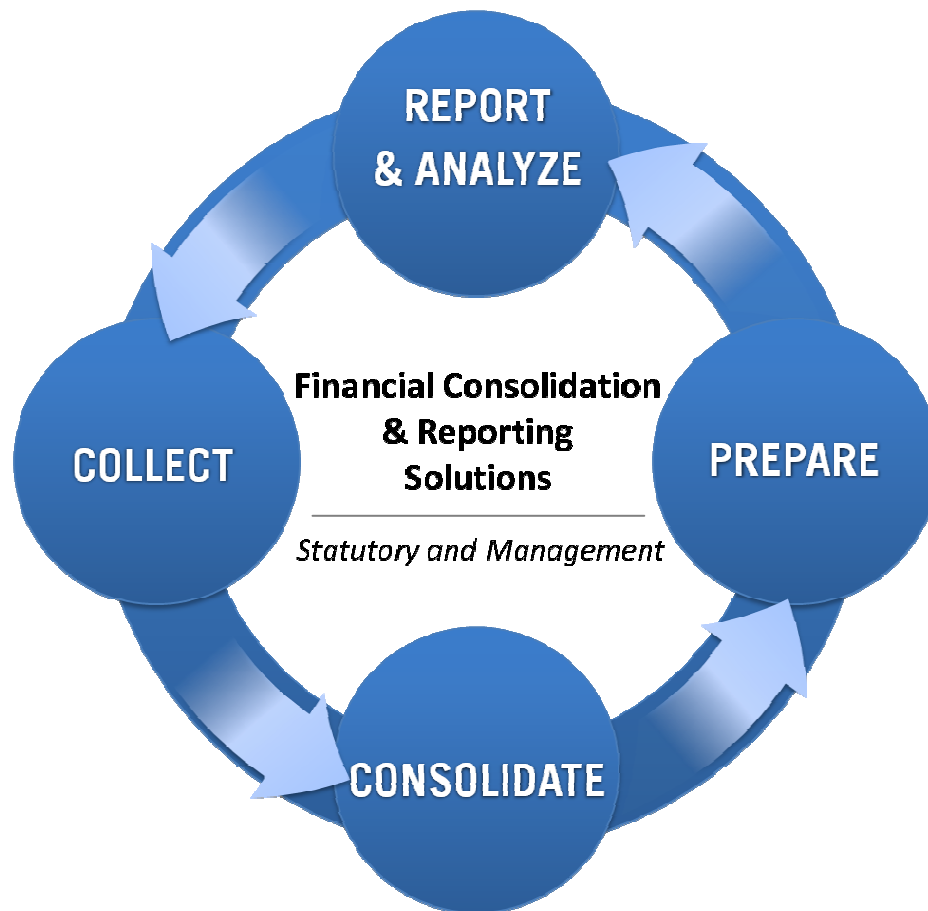 REPORT
& ANALYZE
Financial Consolidation
& Reporting
Solutions
Statutory and Management
COLLECT
PREPARE
CONSOLIDATE